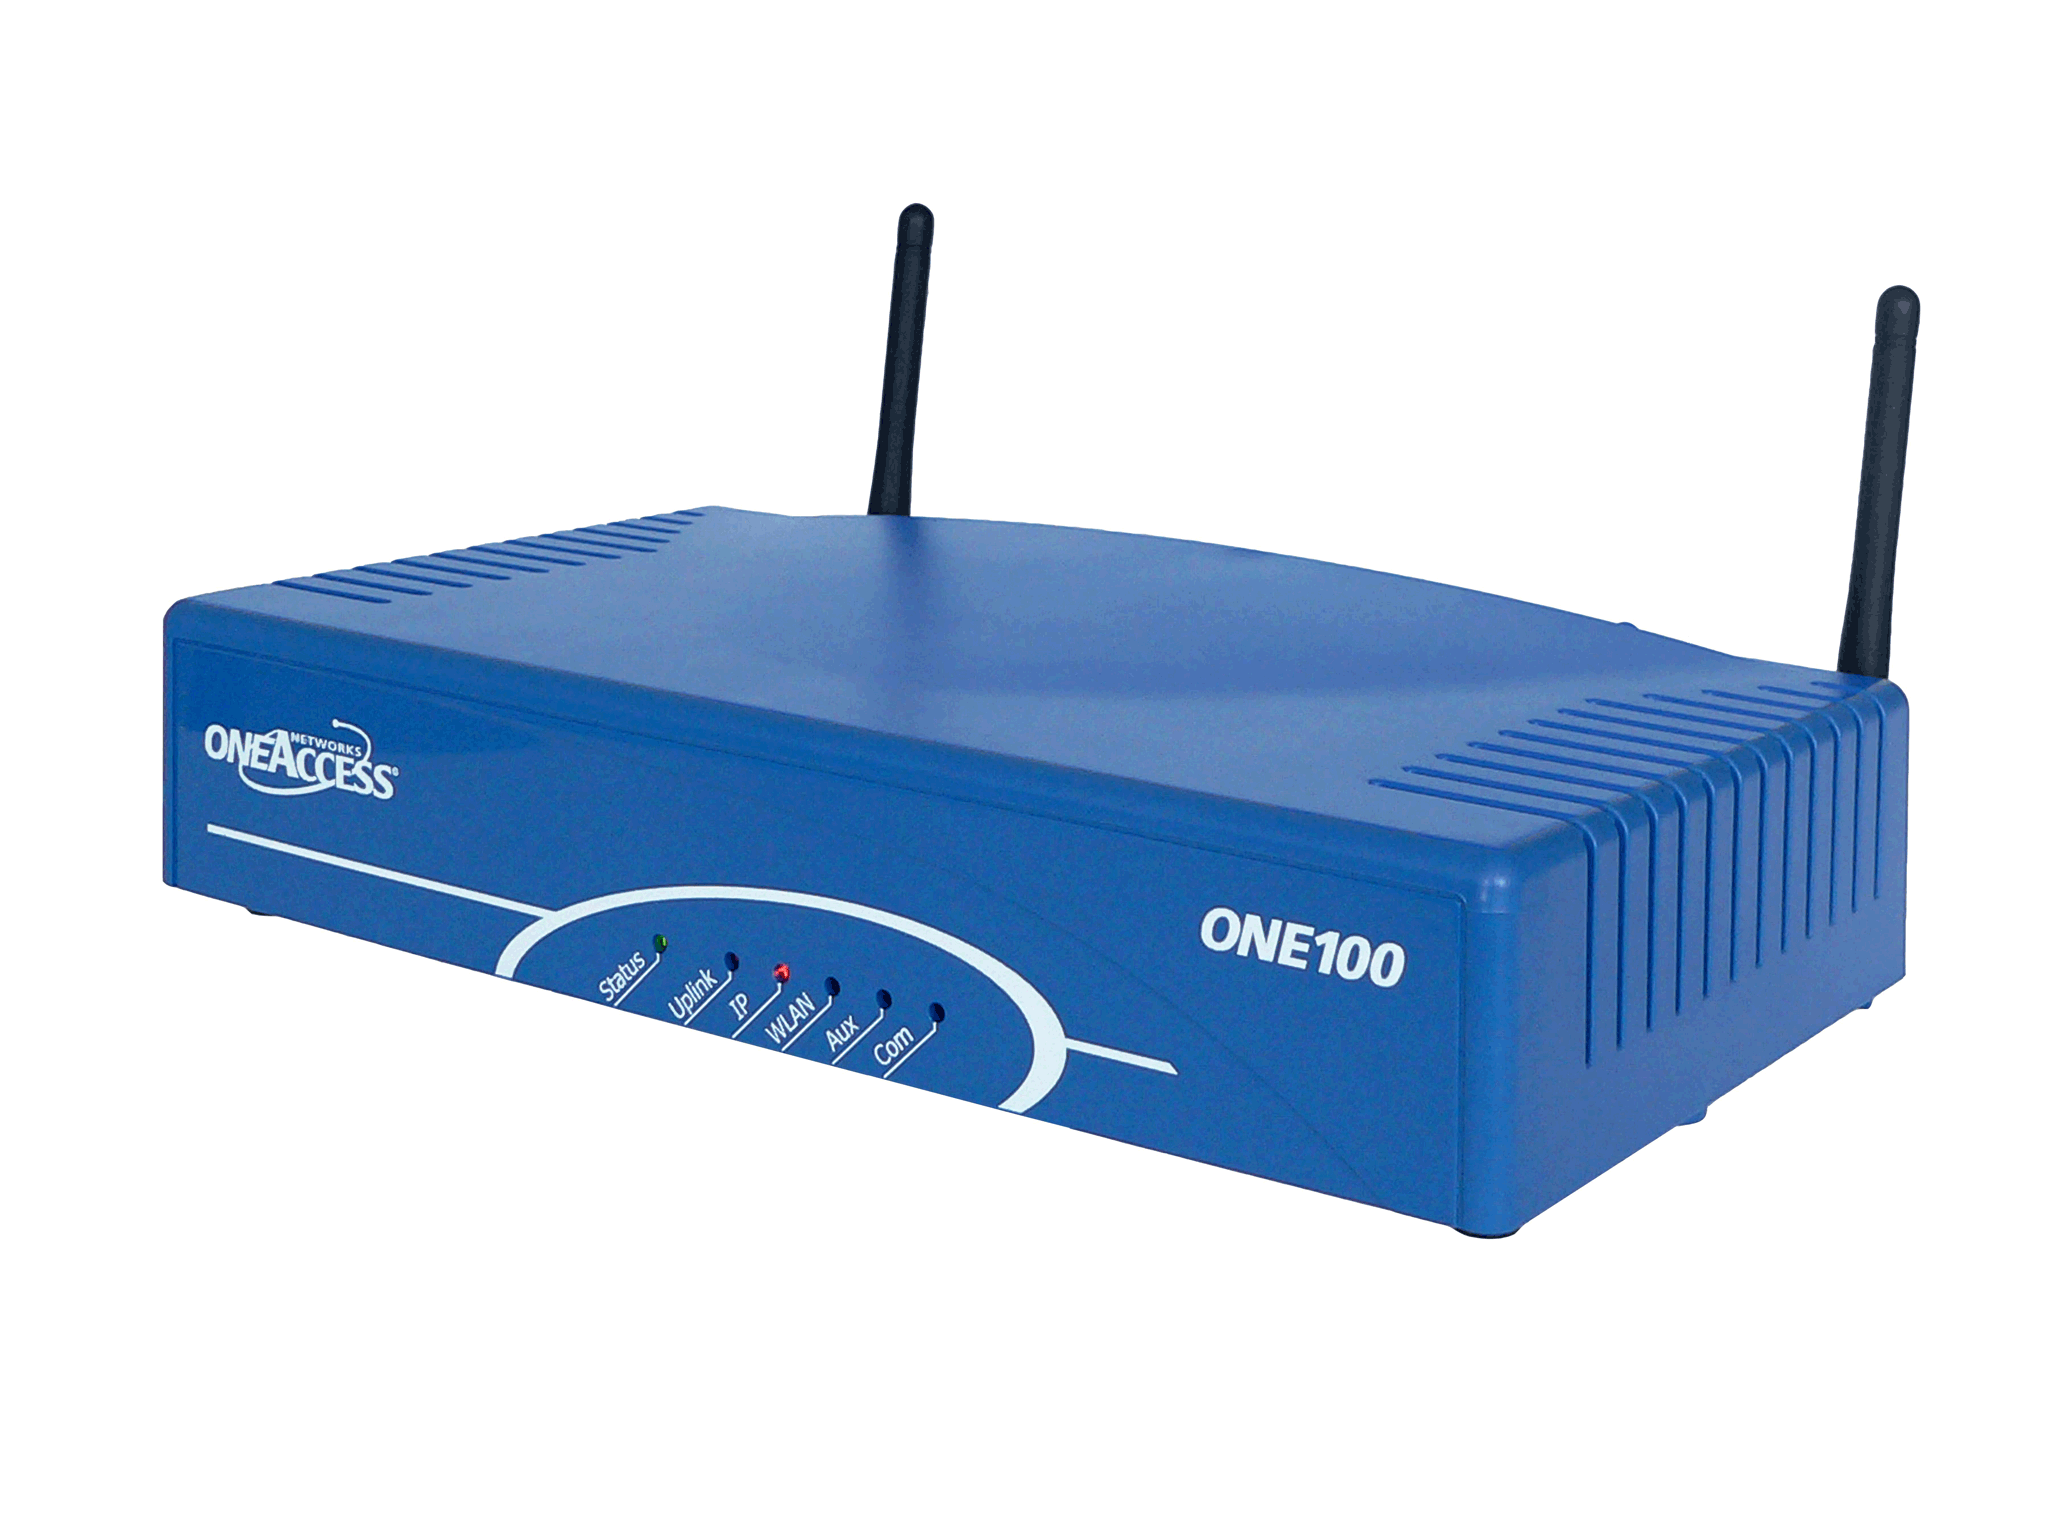 NETWORKS
ONEACCESS®
ONE100
Status
Uplink
IP
WLAN
Aux
Com